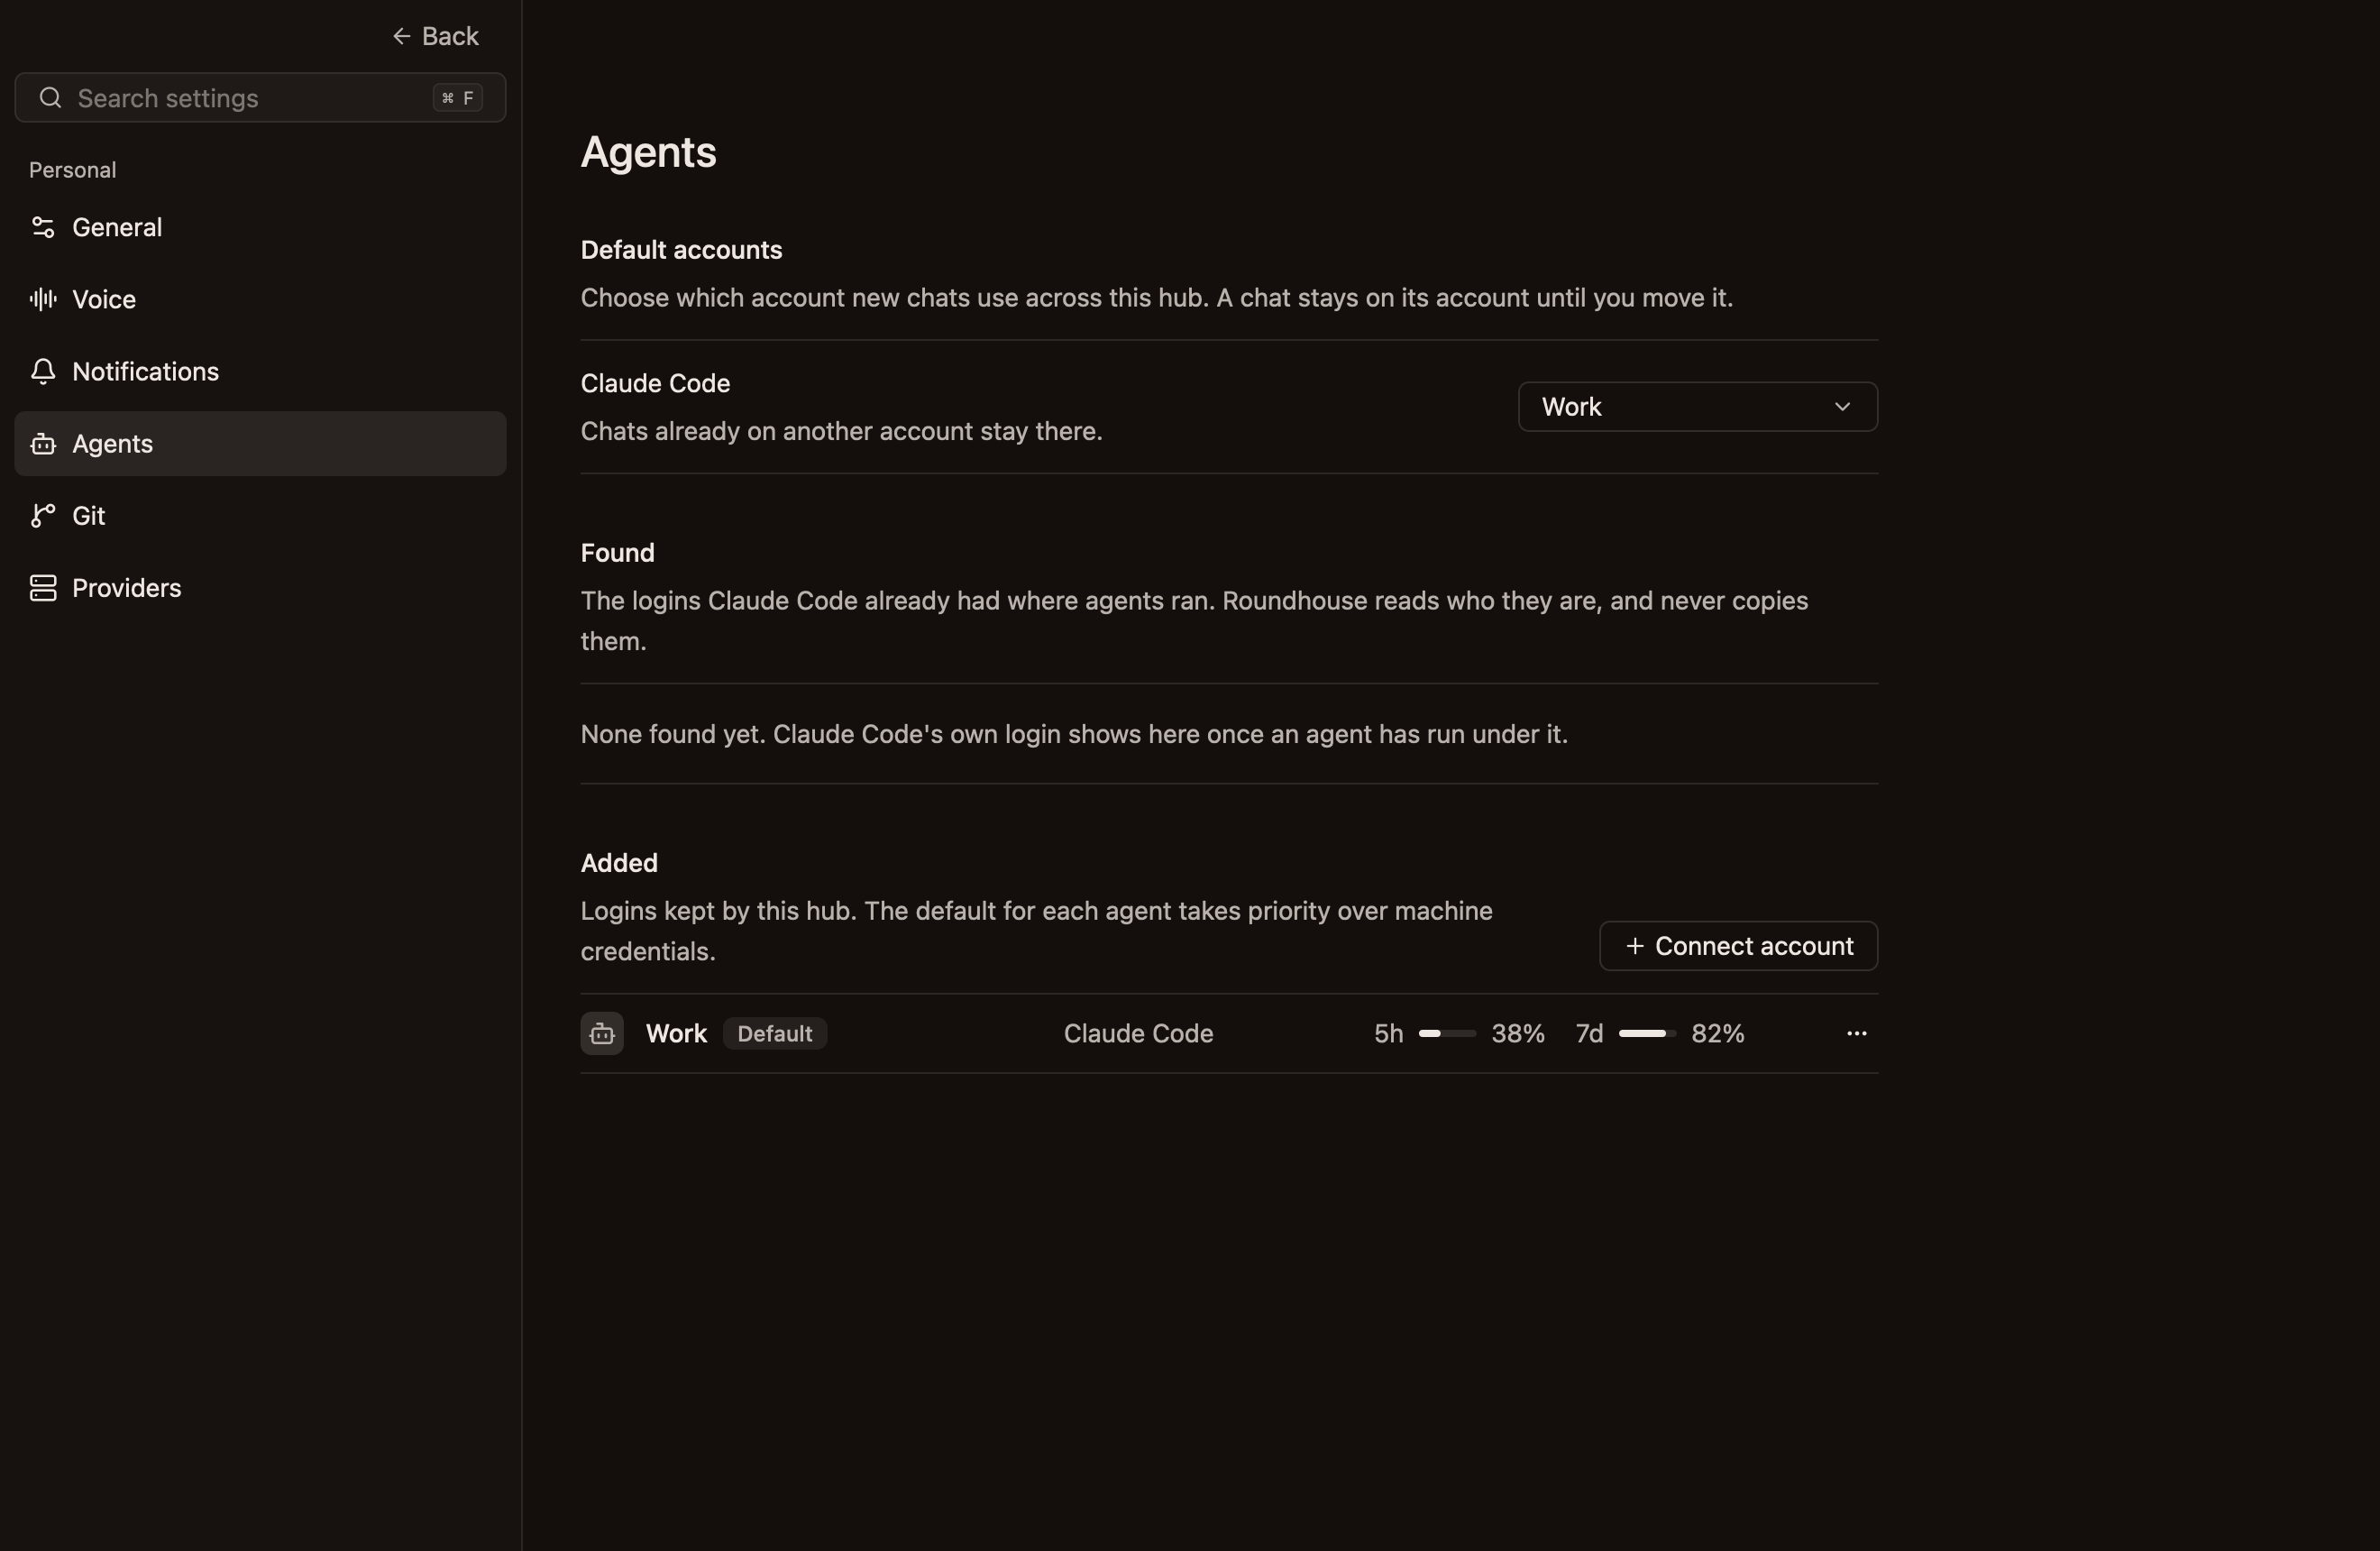 Back
Search settings
⌘ F
Personal
General
Voice
Notifications
Agents
Git
Providers
Agents
Default accounts
Choose which account new chats use across this hub. A chat stays on its account until you move it.
Claude Code
Chats already on another account stay there.
Work
Found
The logins Claude Code already had where agents ran. Roundhouse reads who they are, and never copies
them.
None found yet. Claude Code's own login shows here once an agent has run under it.
Added
Logins kept by this hub. The default for each agent takes priority over machine
credentials.
Connect account
Work Default Claude Code 5h 38% 7d 82%